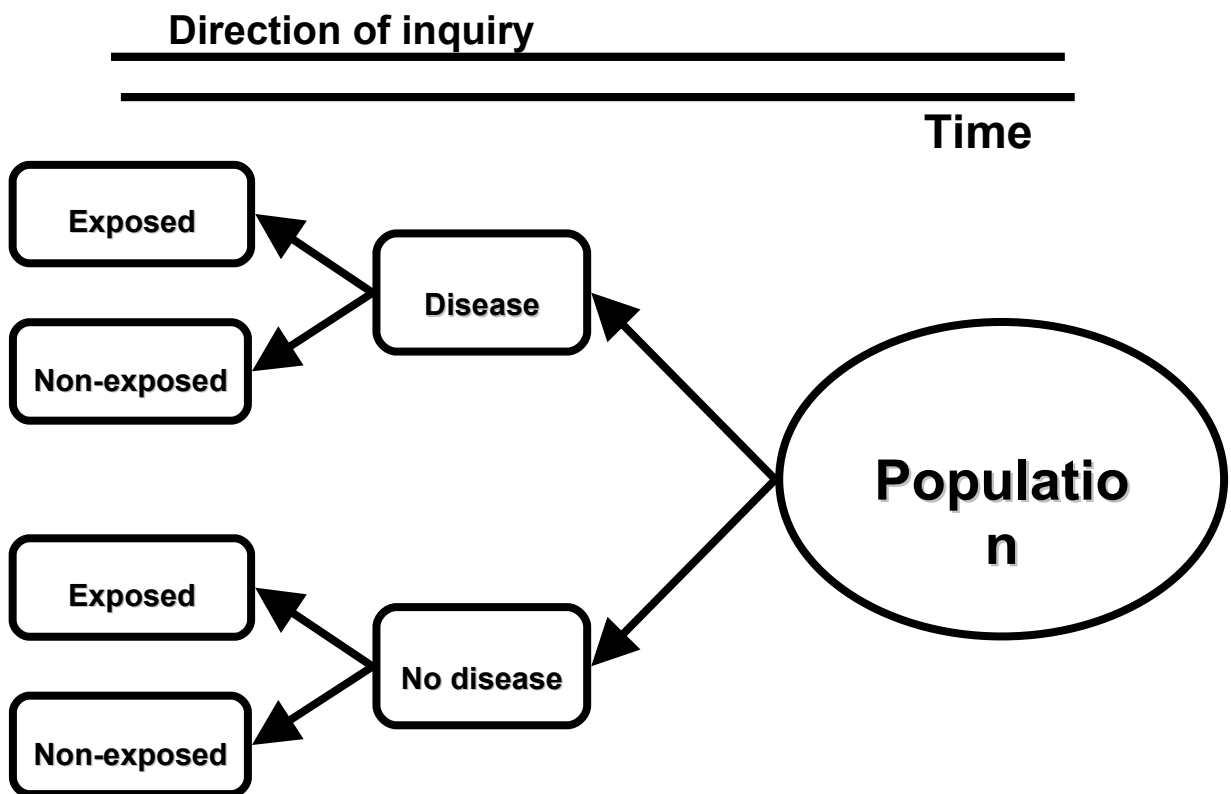 Direction of inquiry
Time
Exposed
Disease
Non-exposed
Populatio
n
Exposed
No disease
Non-exposed